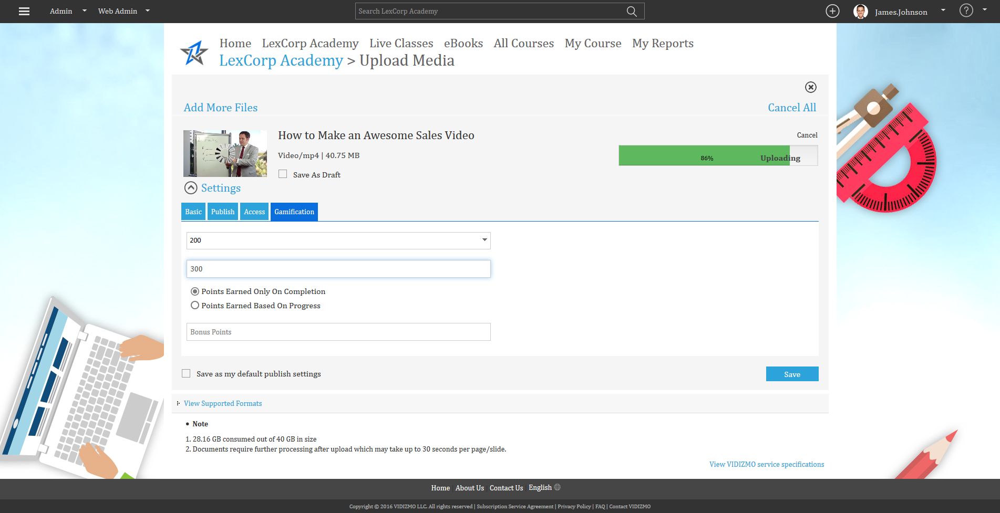 Admin Web Admin Search LexCorp Academy James.Johnson ?
Home LexCorp Academy Live Classes eBooks All Courses My Course My Reports
LexCorp Academy > Upload Media
Add More Files Cancel All
How to Make an Awesome Sales Video
Cancel
Video/mp4 | 40.75 MB
86% Uploading
Save As Draft
Settings
Basic Publish Access Gamification
200
300
Points Earned Only On Completion
Points Earned Based On Progress
Bonus Points
Save as my default publish settings
Save
View Supported Formats
• Note
1. 28.16 GB consumed out of 40 GB in size
2. Documents require further processing after upload which may take up to 30 seconds per page/slide.
View VIDIZMO service specifications
Home | About Us | Contact Us | English
Copyright © 2016 VIDIZMO LLC. All rights reserved | Subscription Service Agreement | Privacy Policy | FAQ | Contact VIDIZMO